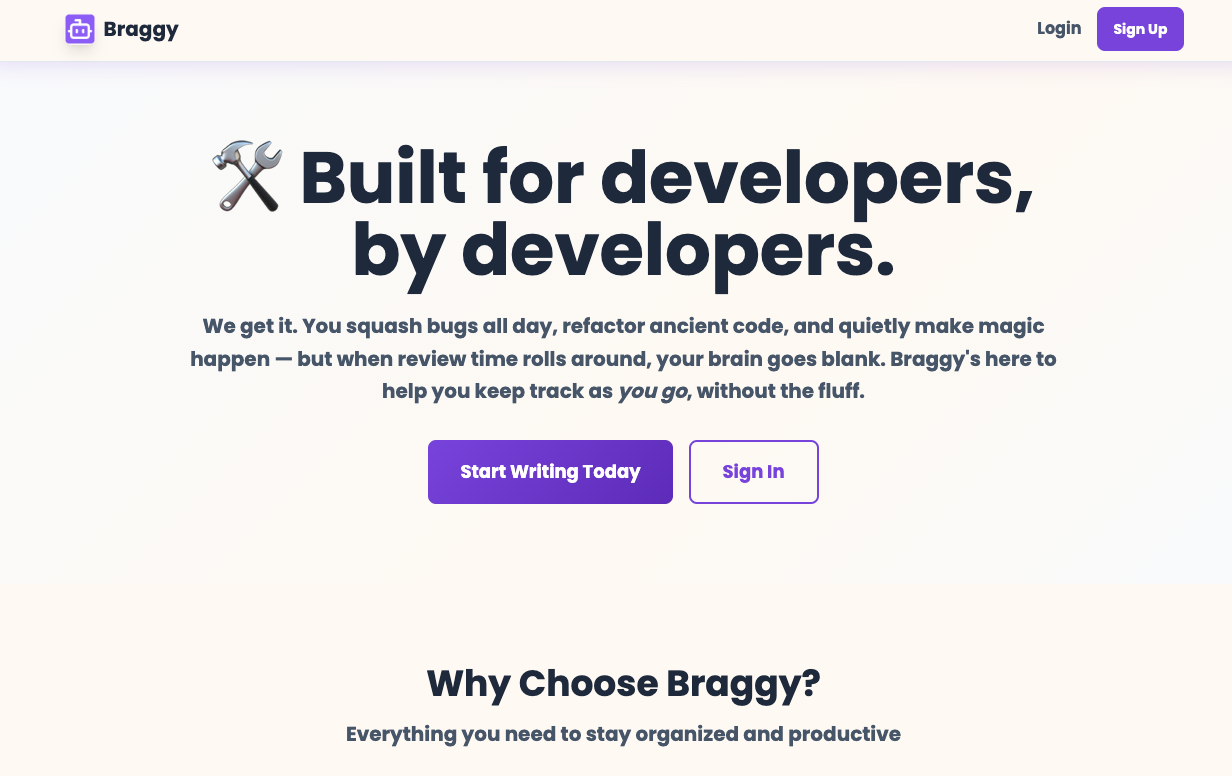 Braggy
Login
Sign Up
🛠 Built for developers,
by developers.
We get it. You squash bugs all day, refactor ancient code, and quietly make magic
happen — but when review time rolls around, your brain goes blank. Braggy's here to
help you keep track as you go, without the fluff.
Start Writing Today
Sign In
Why Choose Braggy?
Everything you need to stay organized and productive